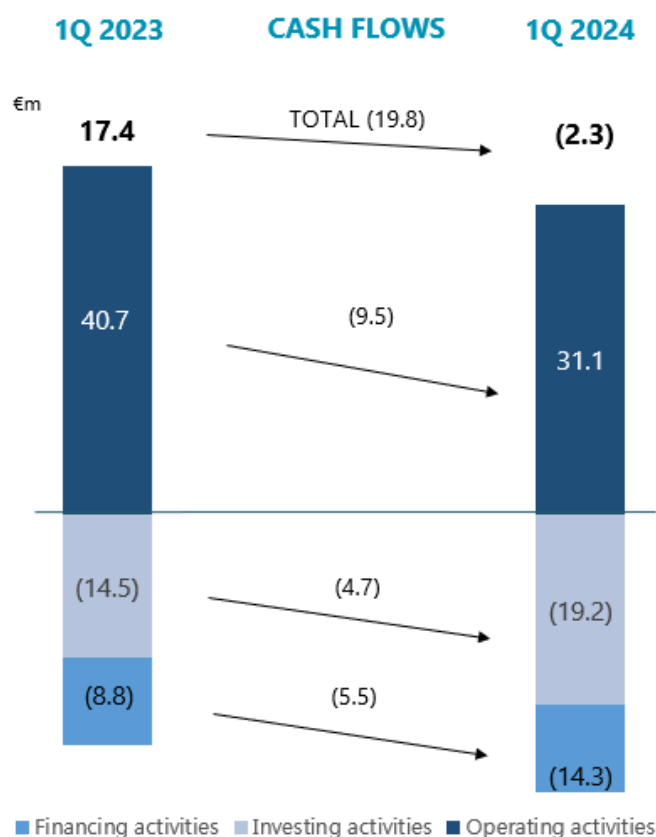 1Q 2023 CASH FLOWS 1Q 2024
€m
17.4 TOTAL (19.8) (2.3)
40.7 (9.5) 31.1
(14.5) (4.7) (19.2)
(8.8) (5.5) (14.3)
Financing activities Investing activities Operating activities